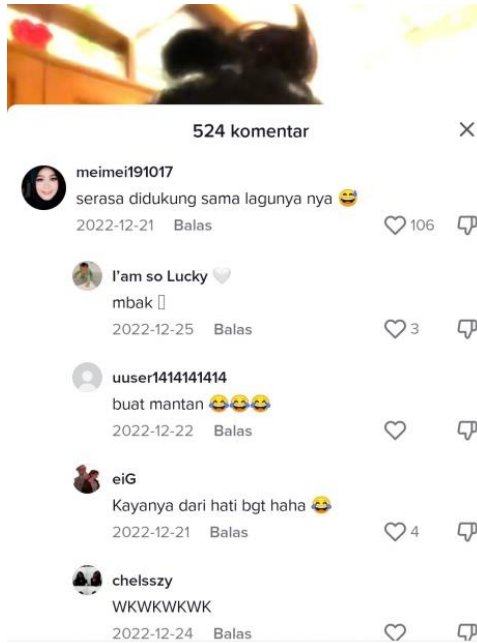 524 komentar
meimei191017
serasa didukung sama lagunya nya 😅
2022-12-21 Balas 106
I'am so Lucky 🤍
mbak
2022-12-25 Balas 3
uuser1414141414
buat mantan 😂😂😂
2022-12-22 Balas
eiG
Kayanya dari hati bgt haha 😂
2022-12-21 Balas 4
chelsszy
WKWKWKWK
2022-12-24 Balas